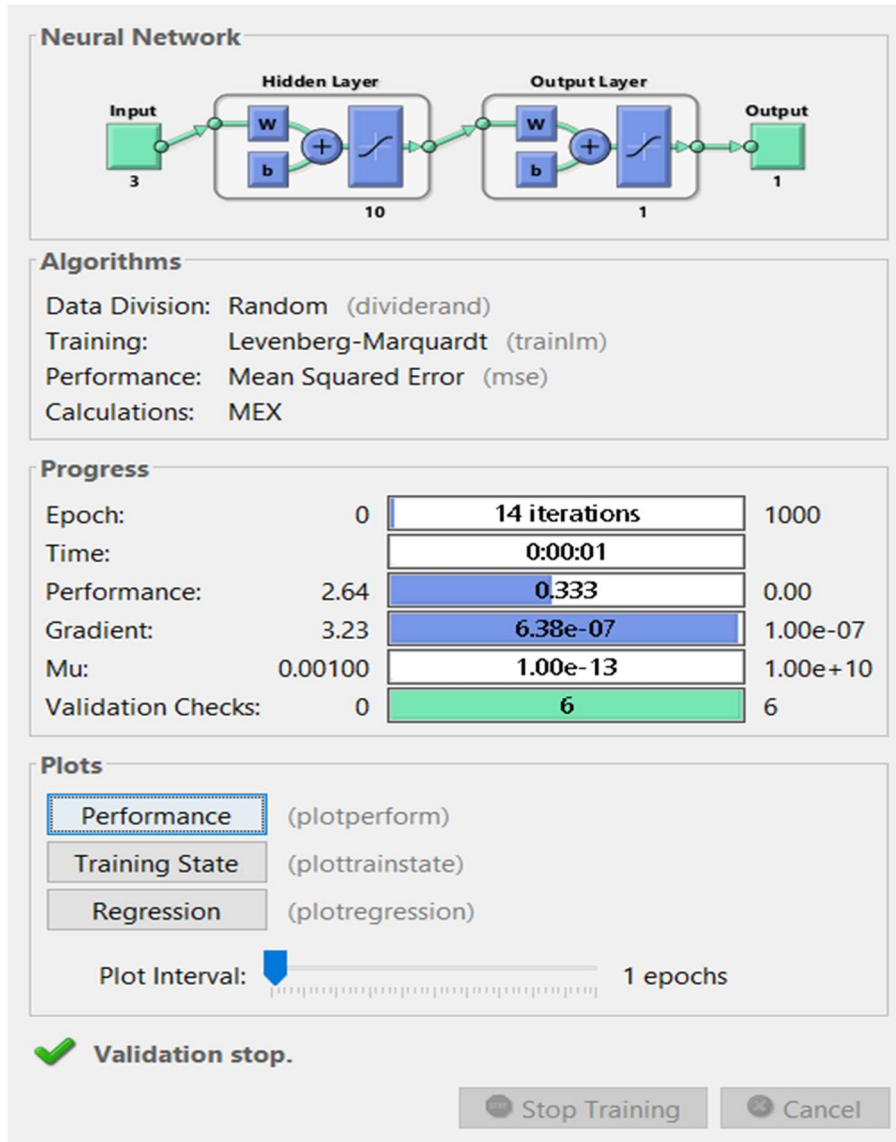 Neural Network
Hidden Layer
Output Layer
Input
Output
W
W
+
+
b
b
3
10
1
1
Algorithms
Data Division: Random (dividerand)
Training: Levenberg-Marquardt (trainlm)
Performance: Mean Squared Error (mse)
Calculations: MEX
Progress
Epoch: 0 14 iterations 1000
Time: 0:00:01
Performance: 2.64 0.333 0.00
Gradient: 3.23 6.38e-07 1.00e-07
Mu: 0.00100 1.00e-13 1.00e+10
Validation Checks: 0 6 6
Plots
Performance (plotperform)
Training State (plottrainstate)
Regression (plotregression)
Plot Interval: 1 epochs
Validation stop.
Stop Training Cancel